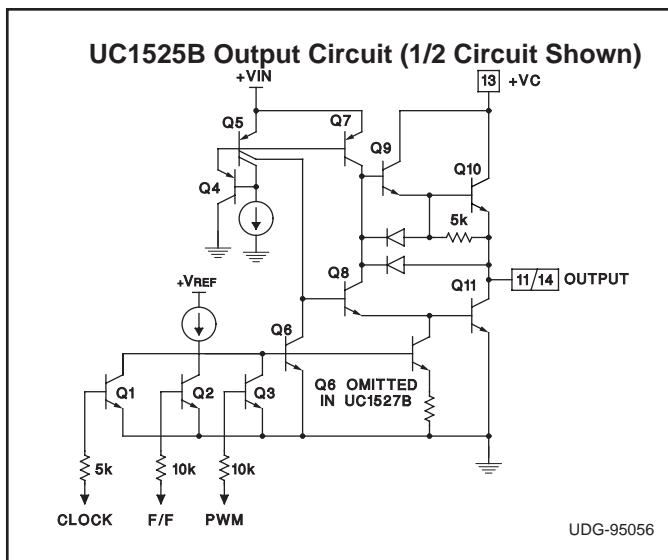 UC1525B Output Circuit (1/2 Circuit Shown)
+VIN
13 +VC
Q5
Q7
Q9
Q10
Q4
5k
Q8
11/14 OUTPUT
+VREF
Q11
Q6
Q1
Q2
Q3
Q6 OMITTED
IN UC1527B
5k
10k
10k
CLOCK
F/F
PWM
UDG-95056